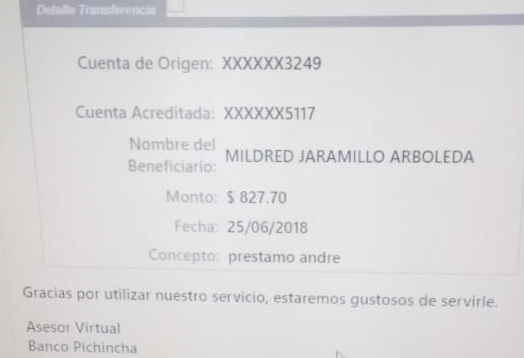 Detalle Transferencia
Cuenta de Origen: XXXXXX3249
Cuenta Acreditada: XXXXXX5117
Nombre del
Beneficiario: MILDRED JARAMILLO ARBOLEDA
Monto: $ 827.70
Fecha: 25/06/2018
Concepto: prestamo andre
Gracias por utilizar nuestro servicio, estaremos gustosos de servirle.
Asesor Virtual
Banco Pichincha